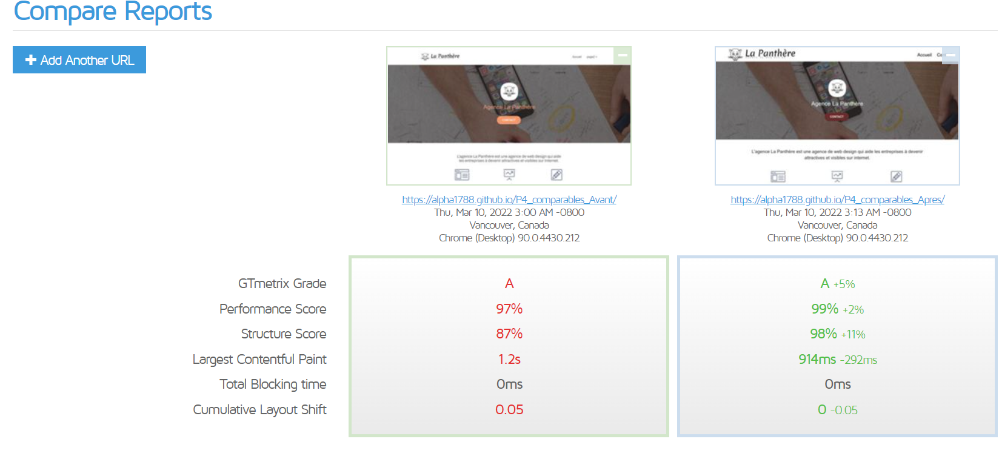 Compare Reports
+ Add Another URL
La Panthère
Accueil page2
Agence La Panthère
CONTACT
L'agence La Panthère est une agence de web design qui aide
les entreprises à devenir attractives et visibles sur internet.
https://alpha1788.github.io/P4_comparables_Avant/
Thu, Mar 10, 2022 3:00 AM -0800
Vancouver, Canada
Chrome (Desktop) 90.0.4430.212
La Panthère
Accueil
Agence La Panthère
CONTACT
L'agence La Panthère est une agence de web design qui aide les entreprises à devenir
attractives et visibles sur internet.
https://alpha1788.github.io/P4_comparables_Apres/
Thu, Mar 10, 2022 3:13 AM -0800
Vancouver, Canada
Chrome (Desktop) 90.0.4430.212
GTmetrix Grade A A +5%
Performance Score 97% 99% +2%
Structure Score 87% 98% +11%
Largest Contentful Paint 1.2s 914ms -292ms
Total Blocking time 0ms 0ms
Cumulative Layout Shift 0.05 0 -0.05